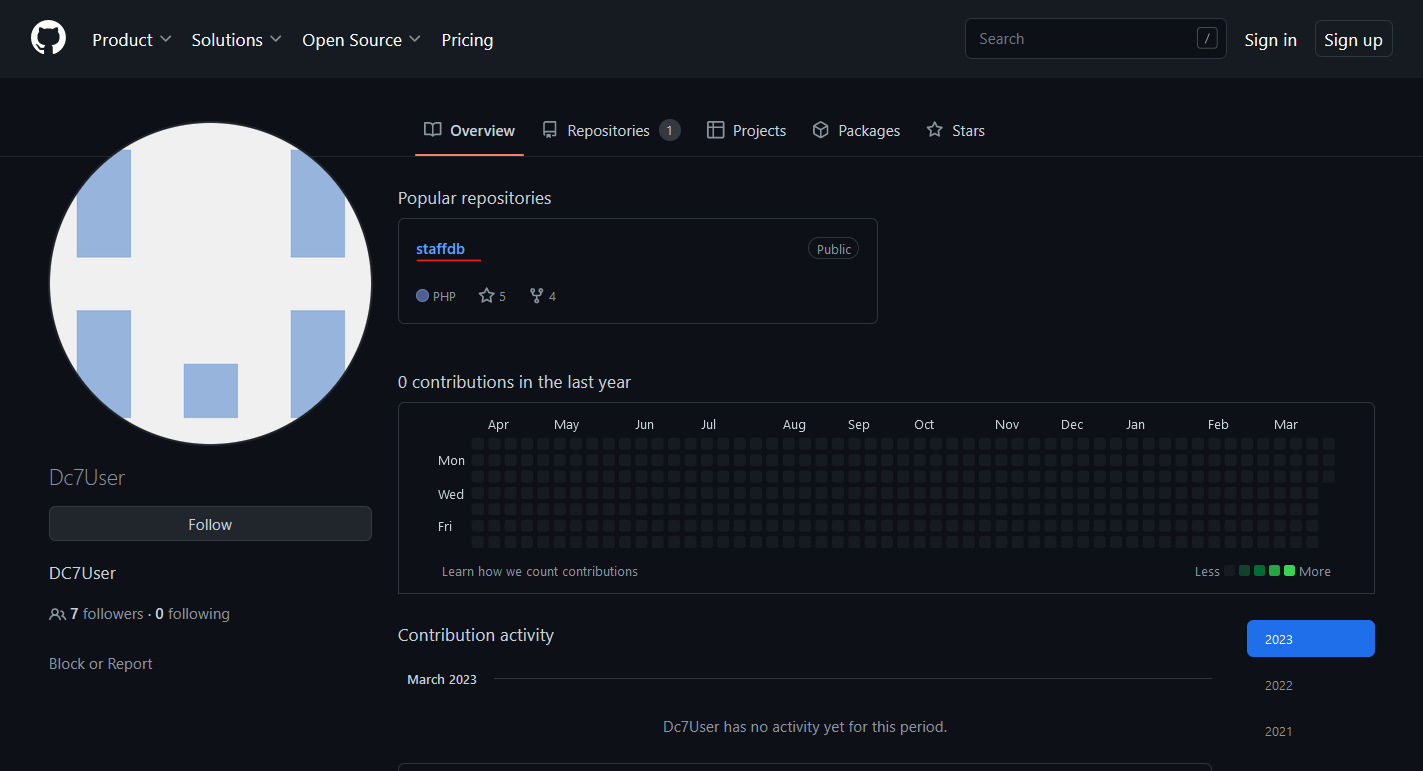 Product Solutions Open Source Pricing Search / Sign in Sign up
Overview Repositories 1 Projects Packages Stars
Popular repositories
staffdb Public
PHP 5 4
0 contributions in the last year
Apr May Jun Jul Aug Sep Oct Nov Dec Jan Feb Mar
Mon
Wed
Fri
Learn how we count contributions Less More
Dc7User
Follow
DC7User
7 followers · 0 following
Block or Report
Contribution activity
2023
2022
2021
March 2023
Dc7User has no activity yet for this period.